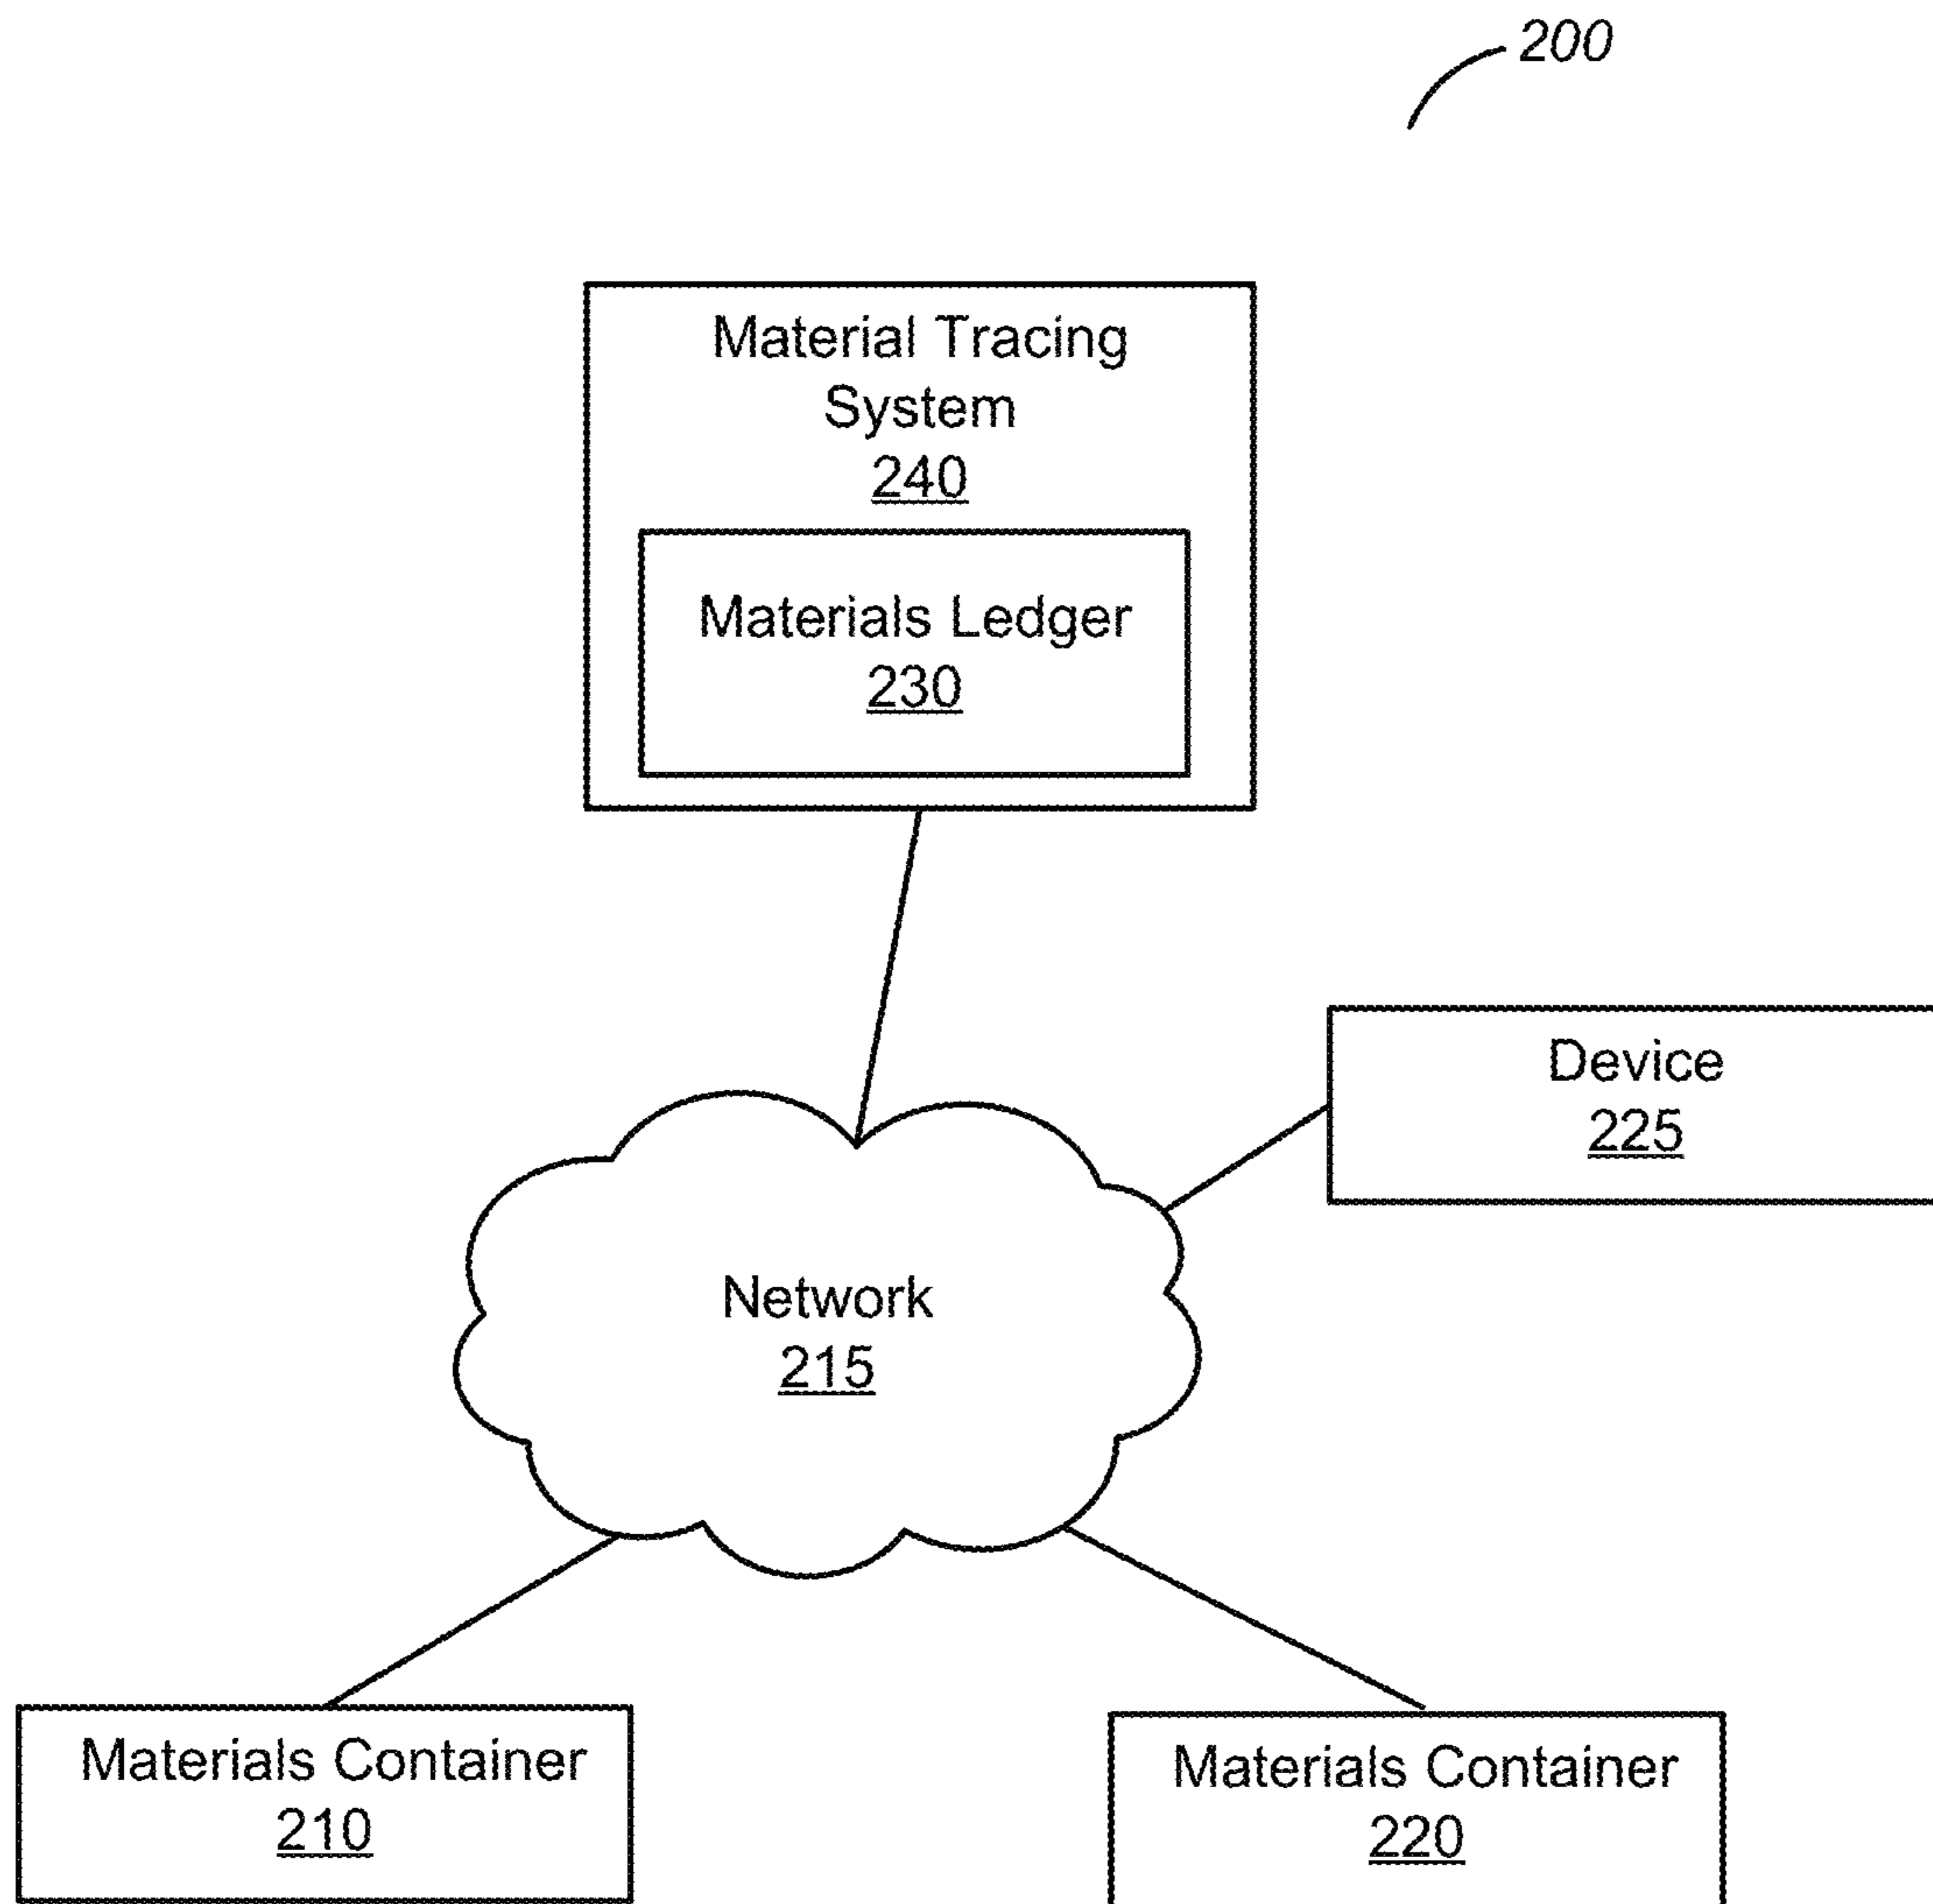 200
Material Tracing
System
240
Materials Ledger
230
Device
225
Network
215
Materials Container
210
Materials Container
220